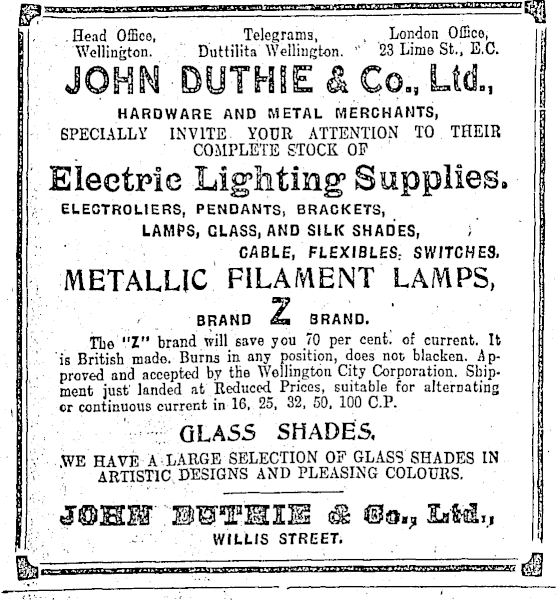 Head Office, Telegrams, London Office,
Wellington. Duttilita Wellington. 23 Lime St., E.C.
JOHN DUTHIE & Co., Ltd.,
HARDWARE AND METAL MERCHANTS,
SPECIALLY INVITE YOUR ATTENTION TO THEIR
COMPLETE STOCK OF
Electric Lighting Supplies.
ELECTROLIERS, PENDANTS, BRACKETS,
LAMPS, GLASS, AND SILK SHADES,
CABLE, FLEXIBLES, SWITCHES.
METALLIC FILAMENT LAMPS,
BRAND Z BRAND.
The "Z" brand will save you 70 per cent. of current. It
is British made. Burns in any position, does not blacken. Ap-
proved and accepted by the Wellington City Corporation. Ship-
ment just landed at Reduced Prices, suitable for alternating
or continuous current in 16, 25, 32, 50, 100 C.P.
GLASS SHADES.
WE HAVE A LARGE SELECTION OF GLASS SHADES IN
ARTISTIC DESIGNS AND PLEASING COLOURS.
JOHN DUTHIE & Co., Ltd.,
WILLIS STREET.